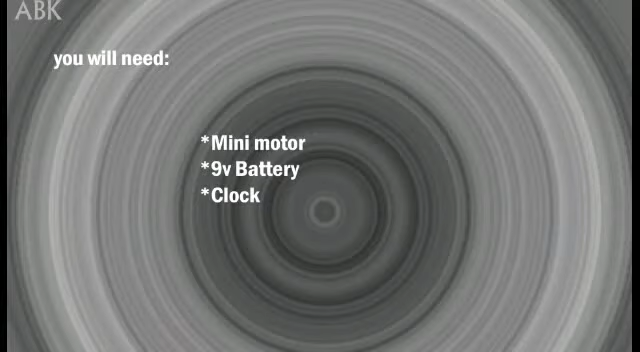 ABK
you will need:
*Mini motor
*9v Battery
*Clock